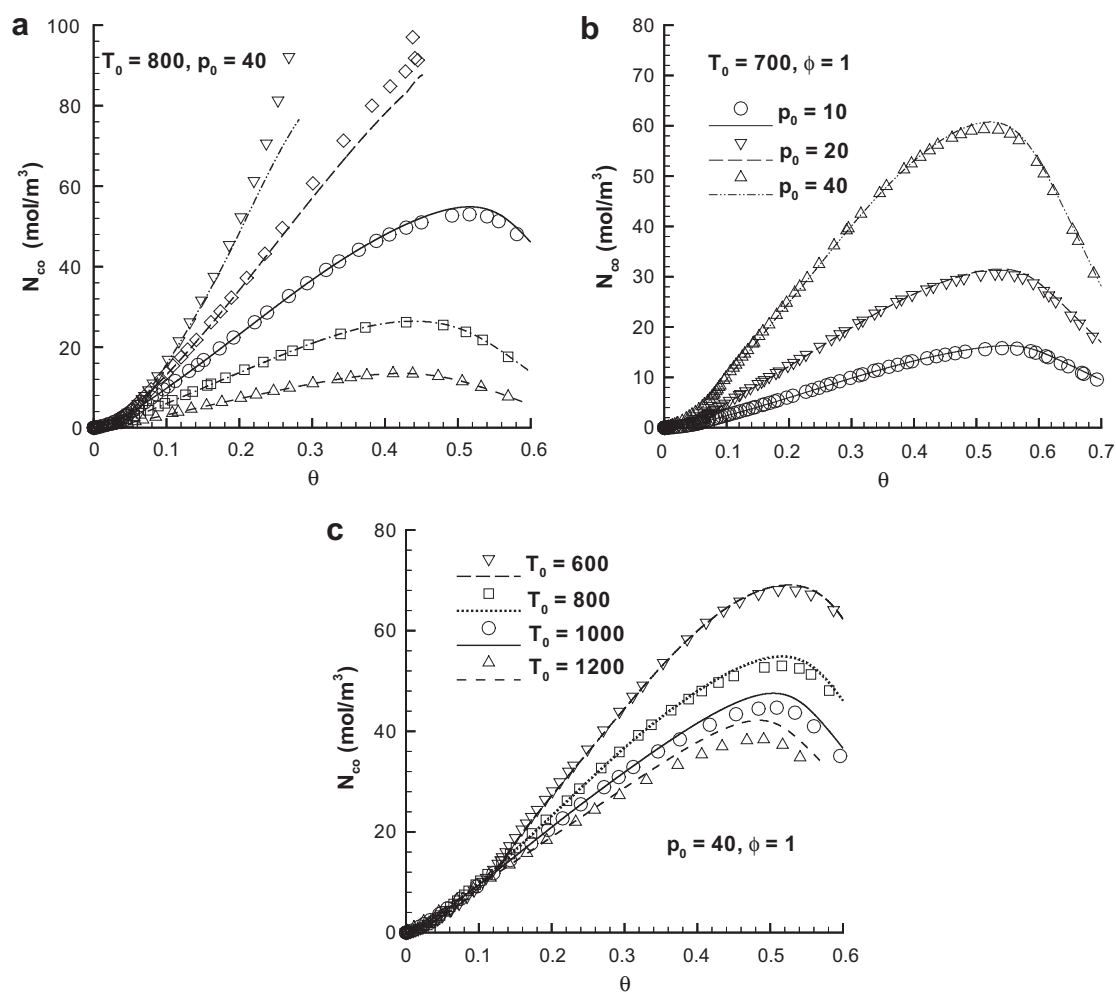 a
T0 = 800, p0 = 40
Nco (mol/m3)
100
80
60
40
20
0
0 0.1 0.2 0.3 0.4 0.5 0.6
θ
b
T0 = 700, ϕ = 1
p0 = 10
p0 = 20
p0 = 40
Nco (mol/m3)
80
70
60
50
40
30
20
10
0
0 0.1 0.2 0.3 0.4 0.5 0.6 0.7
θ
c
T0 = 600
T0 = 800
T0 = 1000
T0 = 1200
p0 = 40, ϕ = 1
Nco (mol/m3)
80
60
40
20
0
0 0.1 0.2 0.3 0.4 0.5 0.6
θ